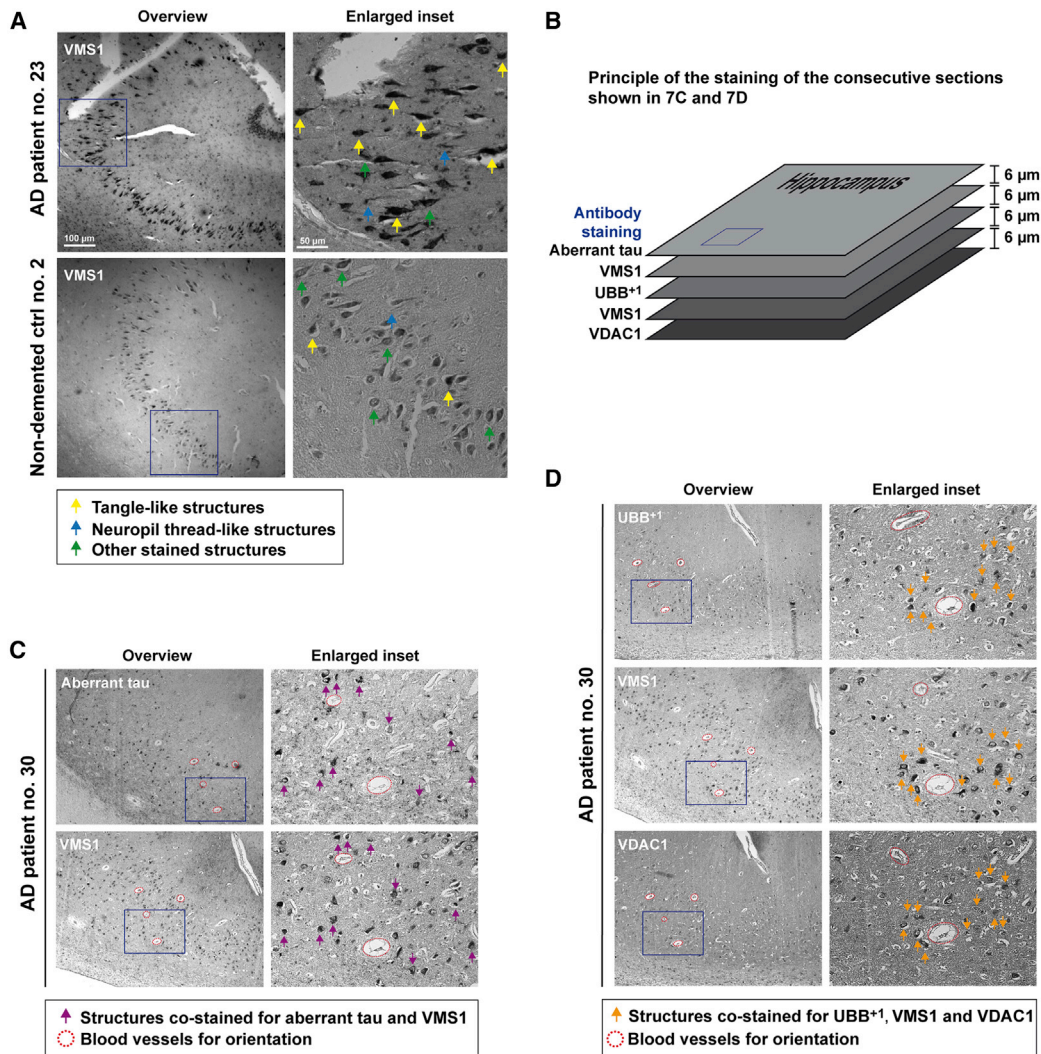 A
Overview
Enlarged inset
AD patient no. 23
VMS1
100 µm
50 µm
Non-demented ctrl no. 2
VMS1
Tangle-like structures
Neuropil thread-like structures
Other stained structures
B
Principle of the staining of the consecutive sections
shown in 7C and 7D
Hippocampus
6 µm
6 µm
6 µm
6 µm
Antibody
staining
Aberrant tau
VMS1
UBB+1
VMS1
VDAC1
C
Overview
Enlarged inset
AD patient no. 30
Aberrant tau
VMS1
Structures co-stained for aberrant tau and VMS1
Blood vessels for orientation
D
Overview
Enlarged inset
AD patient no. 30
UBB+1
VMS1
VDAC1
Structures co-stained for UBB+1, VMS1 and VDAC1
Blood vessels for orientation